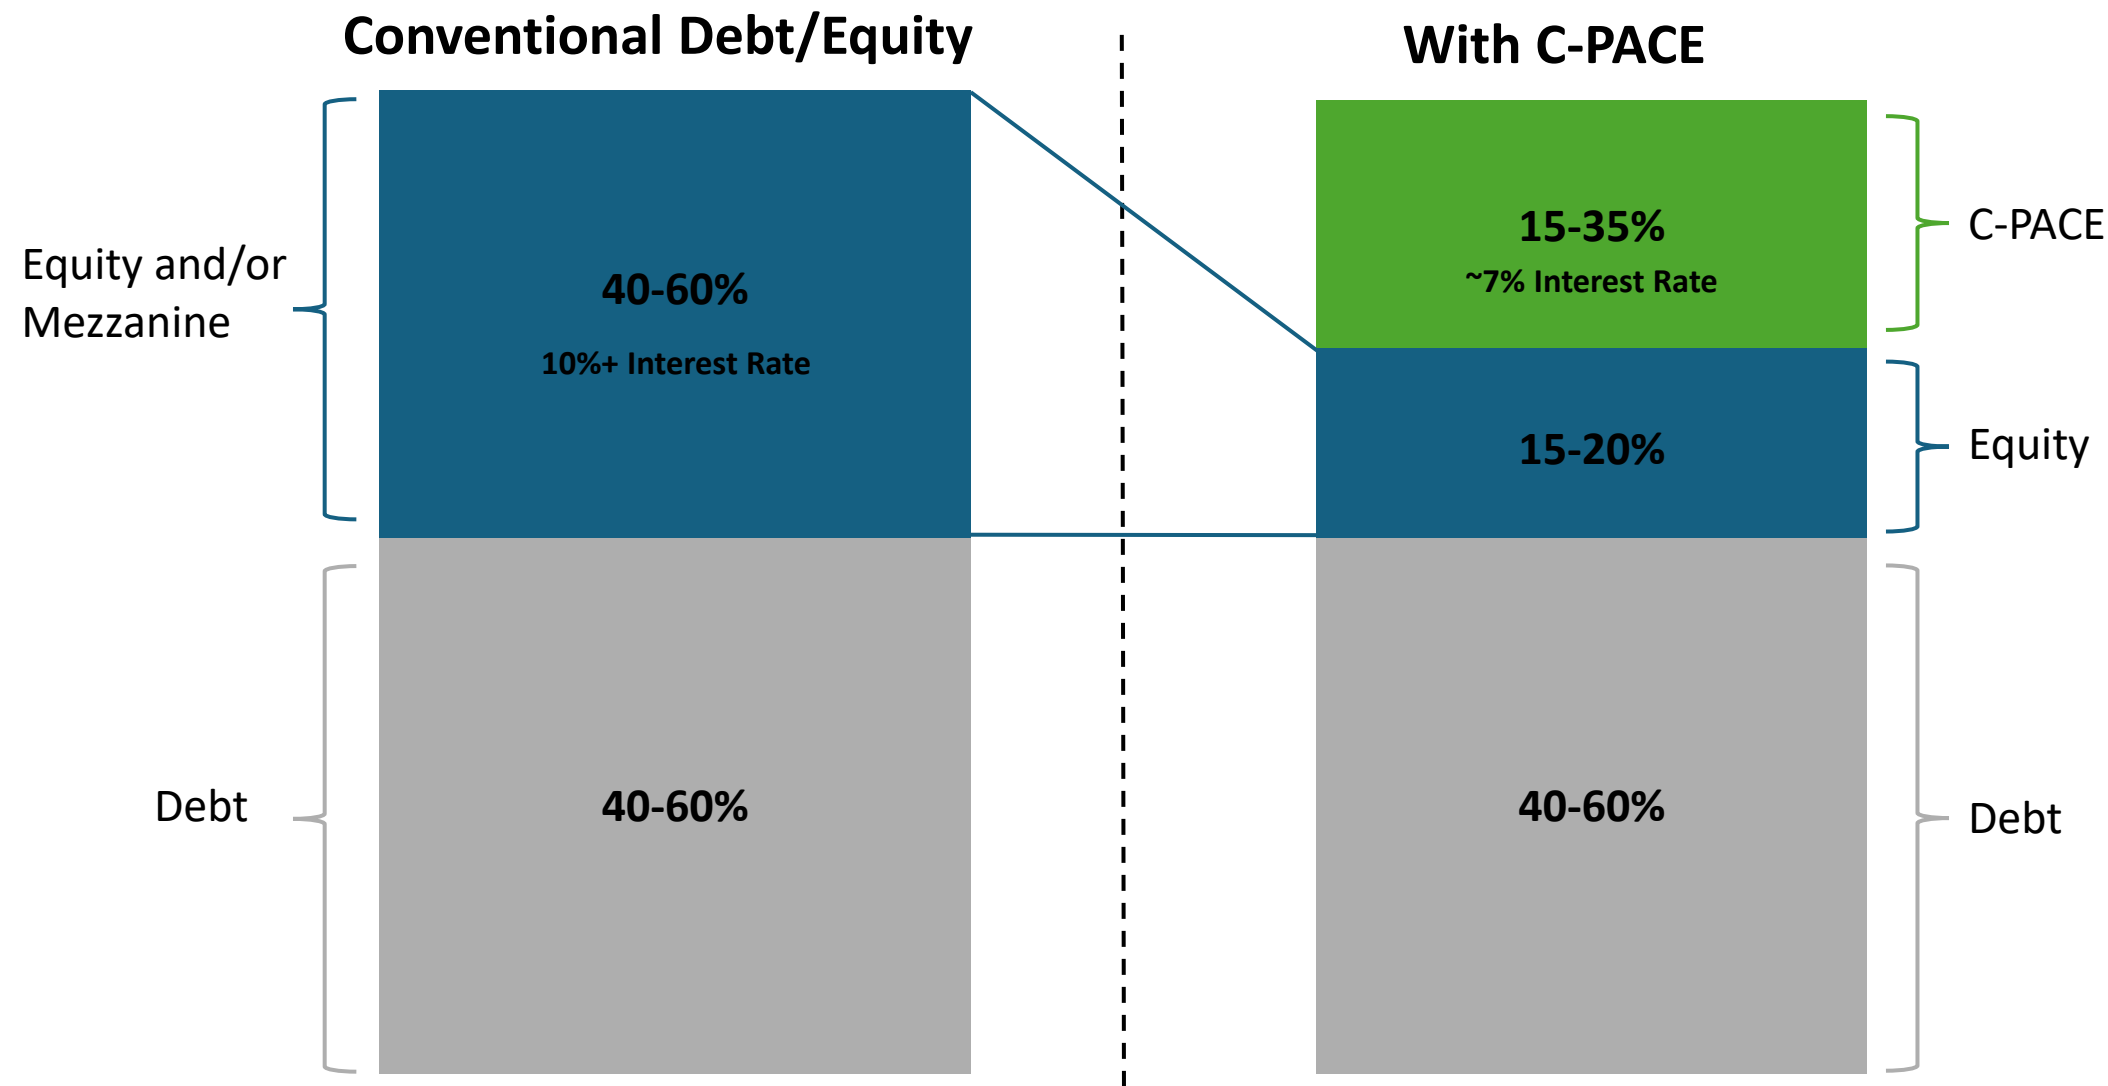 Conventional Debt/Equity
Equity and/or
Mezzanine
40-60%
10%+ Interest Rate
Debt
40-60%
With C-PACE
15-35%
~7% Interest Rate
C-PACE
15-20%
Equity
40-60%
Debt